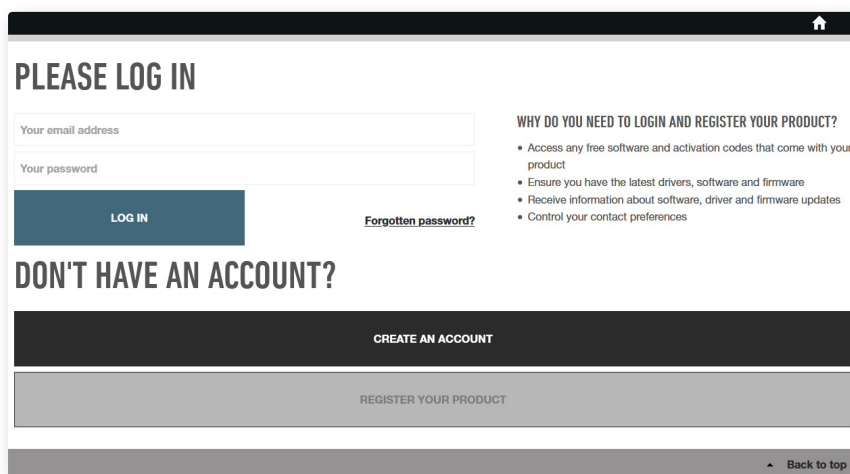 PLEASE LOG IN
Your email address
Your password
LOG IN
Forgotten password?
WHY DO YOU NEED TO LOGIN AND REGISTER YOUR PRODUCT?
• Access any free software and activation codes that come with your
product
• Ensure you have the latest drivers, software and firmware
• Receive information about software, driver and firmware updates
• Control your contact preferences
DON'T HAVE AN ACCOUNT?
CREATE AN ACCOUNT
REGISTER YOUR PRODUCT
Back to top